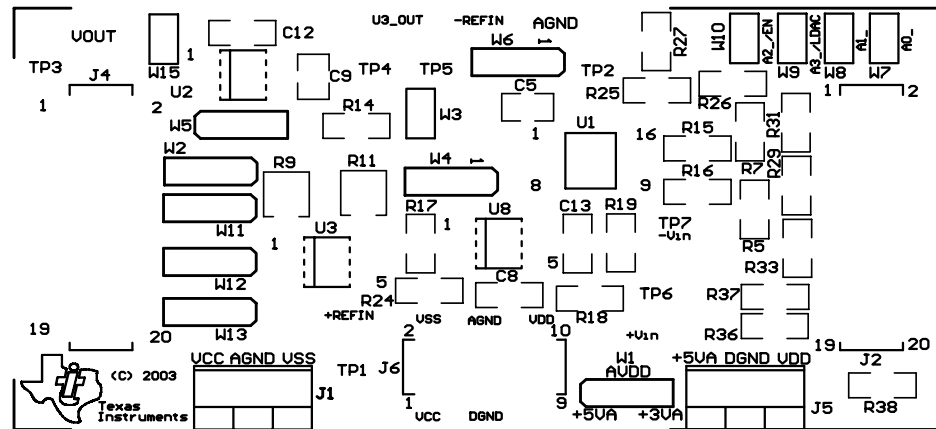 VOUT
W15
1
C12
U3_OUT
-REFIN
AGND
W6
1
R27
W10
A2_/EN
W9
A3_/LDAC
W8
A1_
W7
A0_
TP3
J4
1
2
U2
C9
TP4
TP5
TP2
C5
R25
R26
1
2
W5
R14
W3
1
U1
16
R15
R31
W2
R9
R11
W4
1
8
9
R16
R7
R29
W11
1
U3
R17
1
U8
C13
R19
TP7
-Vin
R5
W12
5
C8
5
R33
R24
TP6
R37
W13
+REFIN
VSS
AGND
VDD
R18
+Vin
R36
19
20
2
10
19
20
VCC AGND VSS
TP1
J6
W1
AVDD
+5VA DGND VDD
J2
(C) 2003
Texas
Instruments
J1
1
VCC
DGND
9
+5VA
+3VA
J5
R38